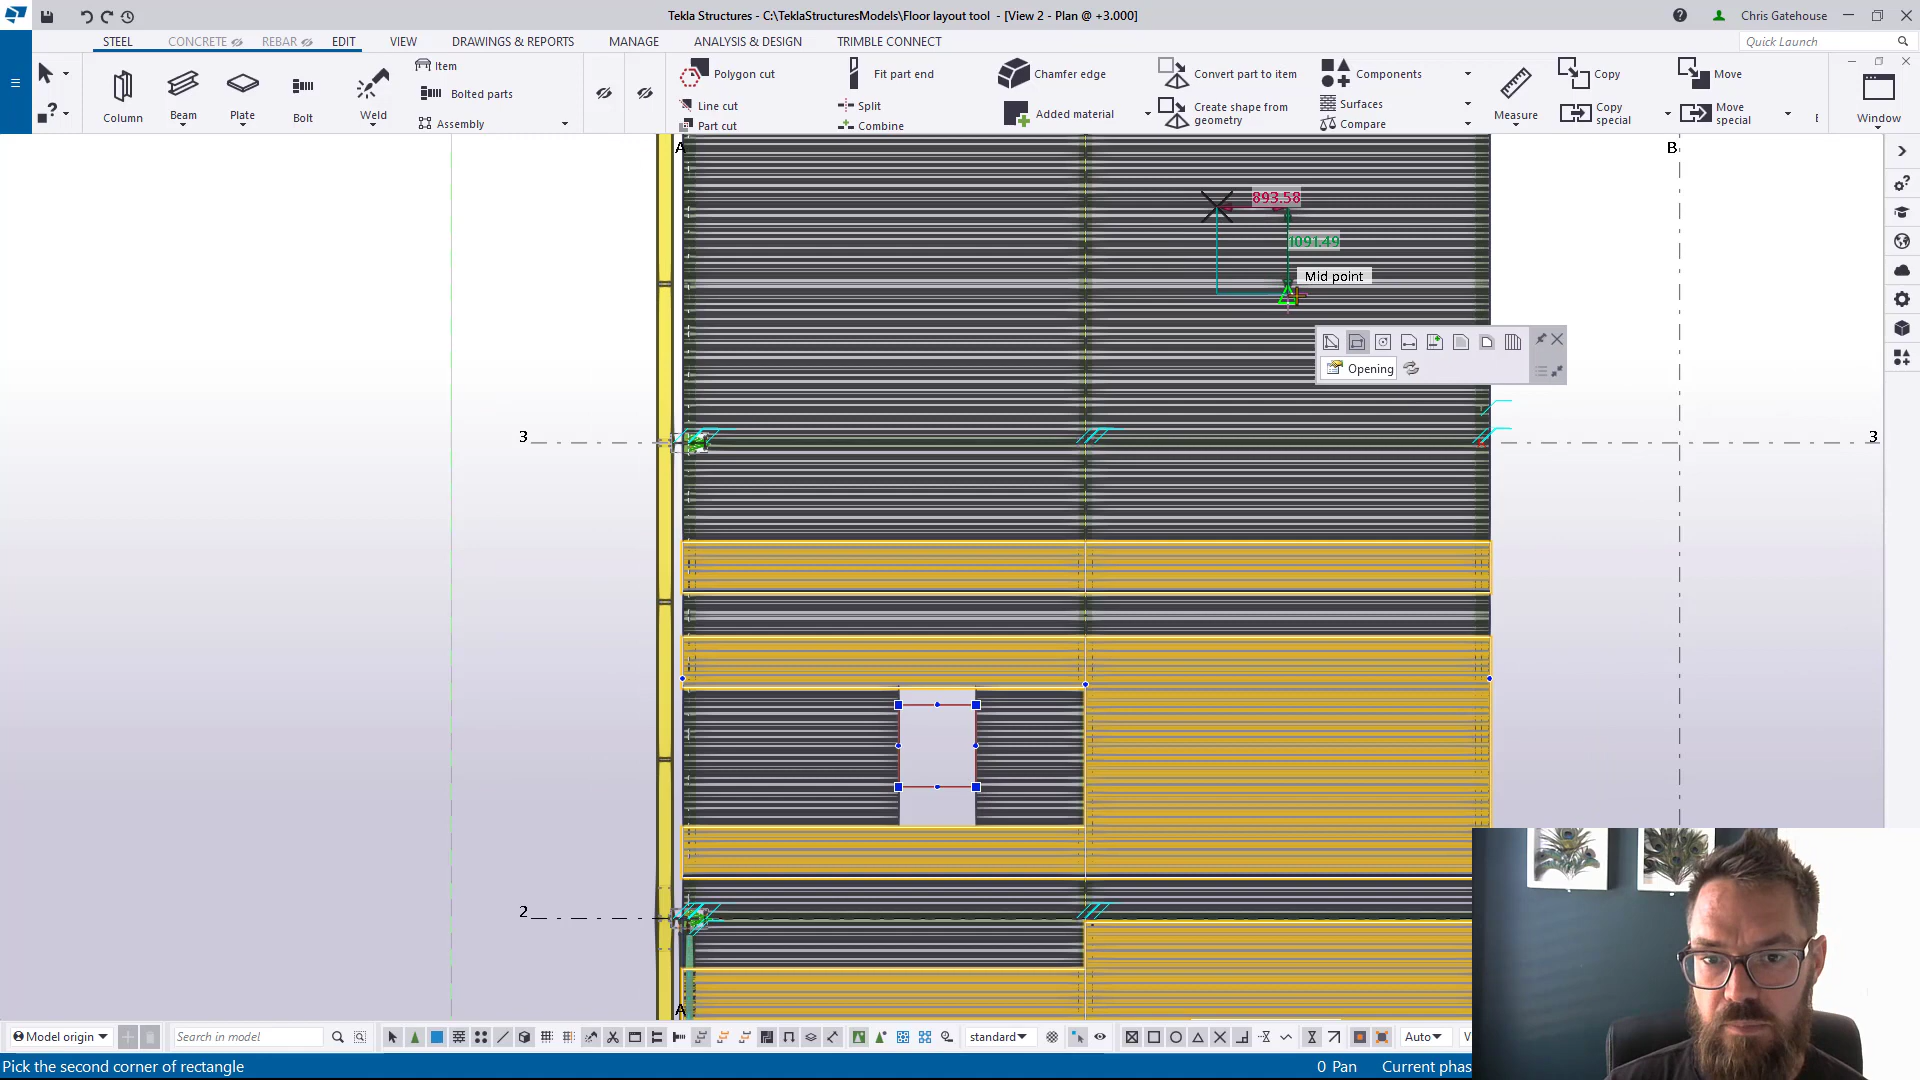 Tekla Structures - C:\TeklaStructuresModels\Floor layout tool - [View 2 - Plan @ +3.000]
Chris Gatehouse
STEEL CONCRETE REBAR EDIT VIEW DRAWINGS & REPORTS MANAGE ANALYSIS & DESIGN TRIMBLE CONNECT
Quick Launch
Column
Beam
Plate
Bolt
Weld
Item
Bolted parts
Assembly
Polygon cut
Line cut
Part cut
Fit part end
Split
Combine
Chamfer edge
Added material
Convert part to item
Create shape from geometry
Components
Surfaces
Compare
Measure
Copy
Copy special
Move
Move special
E
Window
A
B
893.58
1091.49
Mid point
Opening
3
3
2
A
Model origin
Search in model
standard
Auto
Pick the second corner of rectangle
0 Pan
Current phas